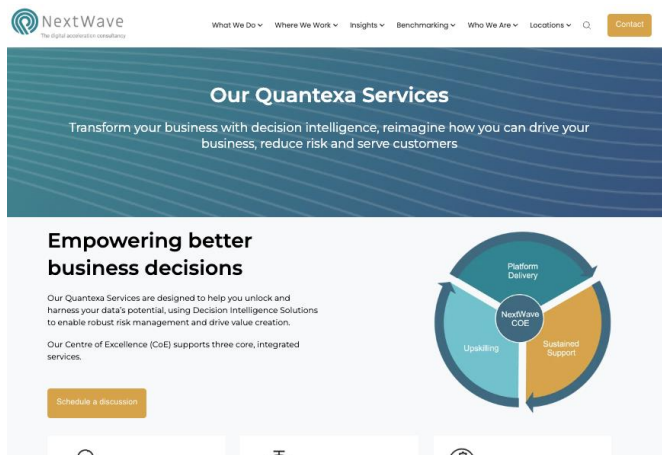 NextWave
The digital acceleration consultancy
What We Do
Where We Work
Insights
Benchmarking
Who We Are
Locations
Contact
Our Quantexa Services
Transform your business with decision intelligence, reimagine how you can drive your
business, reduce risk and serve customers
Empowering better
business decisions
Our Quantexa Services are designed to help you unlock and
harness your data's potential, using Decision Intelligence Solutions
to enable robust risk management and drive value creation.
Our Centre of Excellence (CoE) supports three core, integrated
services.
Schedule a discussion
Platform
Delivery
NextWave
COE
Upskilling
Sustained
Support